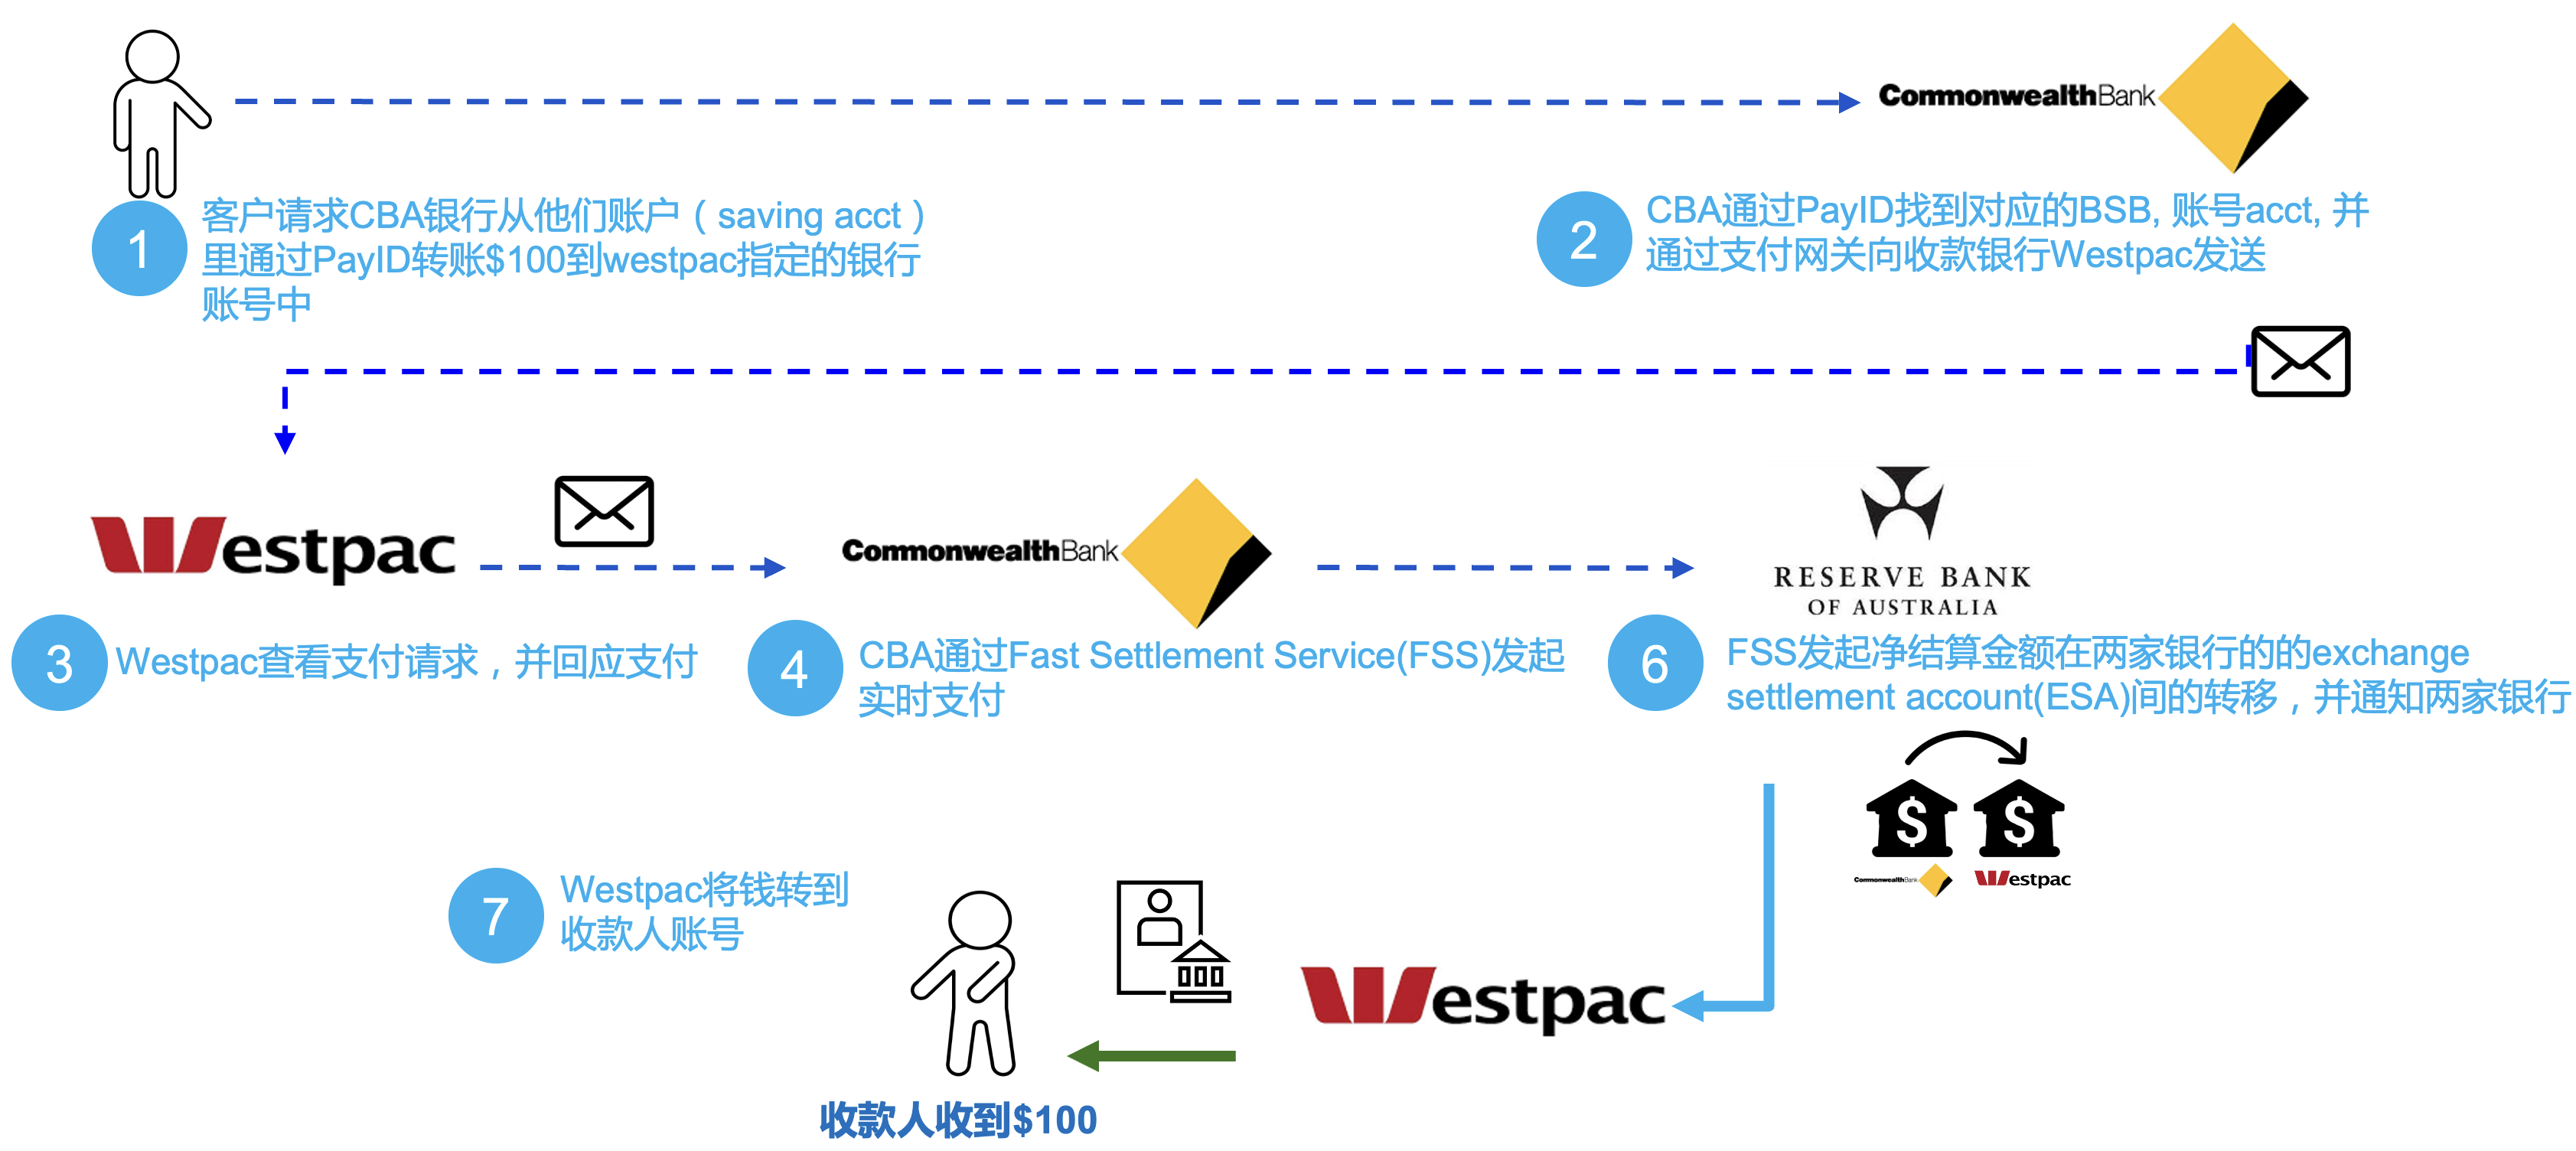 CommonwealthBank
1
客户请求CBA银行从他们账户（saving acct）
里通过PayID转账$100到westpac指定的银行
账号中
2
CBA通过PayID找到对应的BSB, 账号acct, 并
通过支付网关向收款银行Westpac发送
Westpac
CommonwealthBank
RESERVE BANK
OF AUSTRALIA
3
Westpac查看支付请求，并回应支付
4
CBA通过Fast Settlement Service(FSS)发起
实时支付
6
FSS发起净结算金额在两家银行的的exchange
settlement account(ESA)间的转移，并通知两家银行
$ $
CommonwealthBank Westpac
7
Westpac将钱转到
收款人账号
Westpac
收款人收到$100